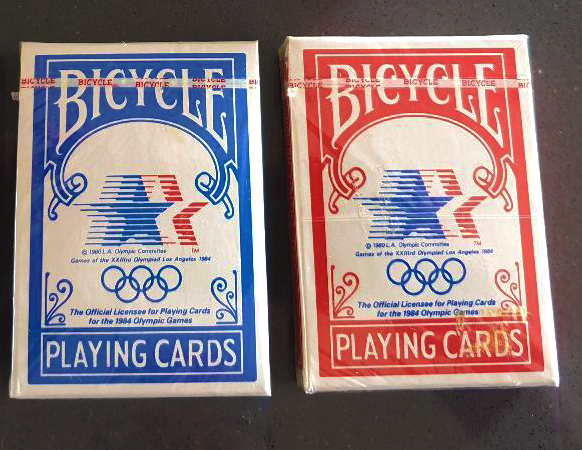 BICYCLE BICYCLE BICYCLE
BICYCLE
© 1980 L.A. Olympic Committee
TM
Games of the XXIIIrd Olympiad Los Angeles 1984
The Official Licensee for Playing Cards
for the 1984 Olympic Games
PLAYING CARDS
BICYCLE BICYCLE BICYCLE
BICYCLE
© 1980 L.A. Olympic Committee
TM
Games of the XXIIIrd Olympiad Los Angeles 1984
The Official Licensee for Playing Cards
for the 1984 Olympic Games
PLAYING CARDS